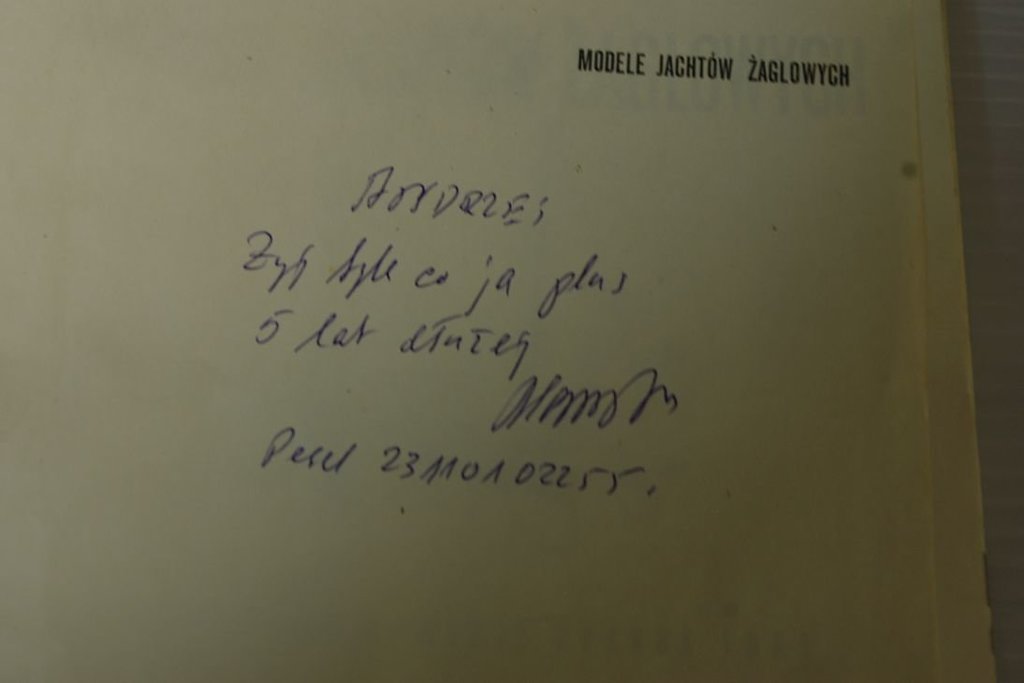 MODELE JACHTÓW ŻAGLOWYCH
ANDRZEJ
Żyj tyle co ja plus
5 lat dłużej
Pesel 23110102255.